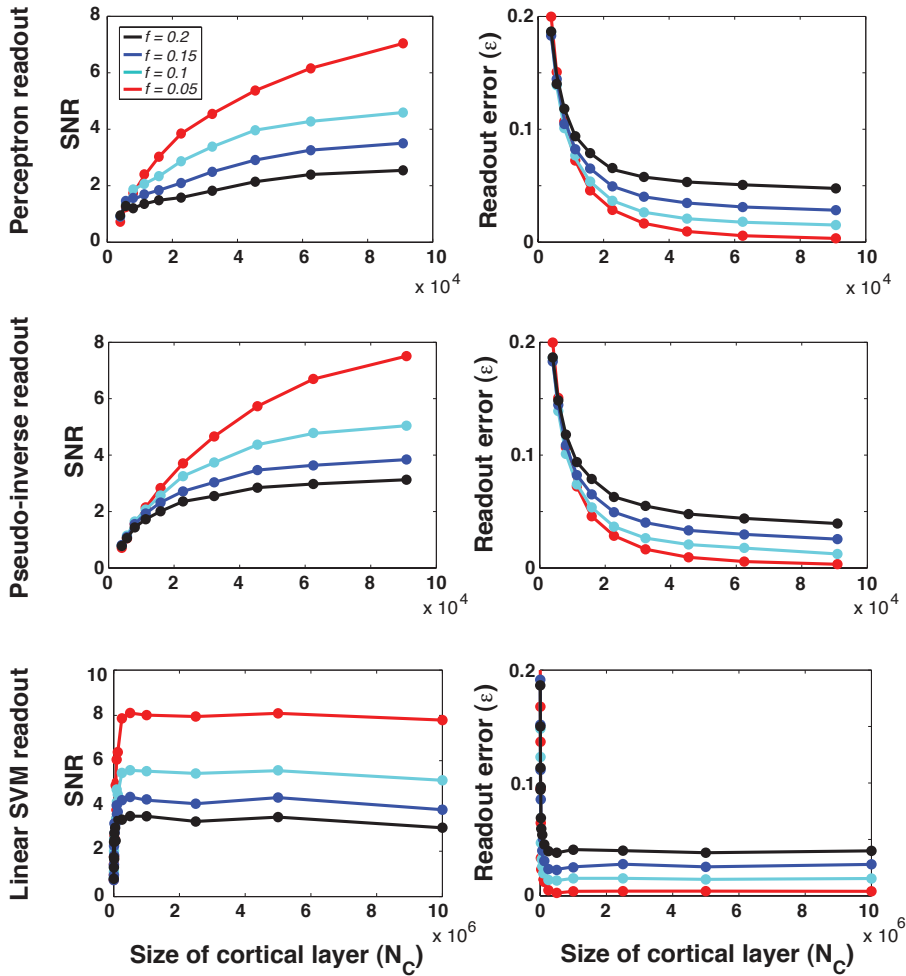 Perceptron readout
SNR
8
6
4
2
0
f = 0.2
f = 0.15
f = 0.1
f = 0.05
0 2 4 6 8 10
x 10^4
Readout error (ε)
0.2
0.1
0
0 2 4 6 8 10
x 10^4
Pseudo-inverse readout
SNR
8
6
4
2
0
0 2 4 6 8 10
x 10^4
Readout error (ε)
0.2
0.1
0
0 2 4 6 8 10
x 10^4
Linear SVM readout
SNR
10
8
6
4
2
0
0 2 4 6 8 10
x 10^6
Size of cortical layer (N_C)
Readout error (ε)
0.2
0.1
0
0 2 4 6 8 10
x 10^6
Size of cortical layer (N_C)